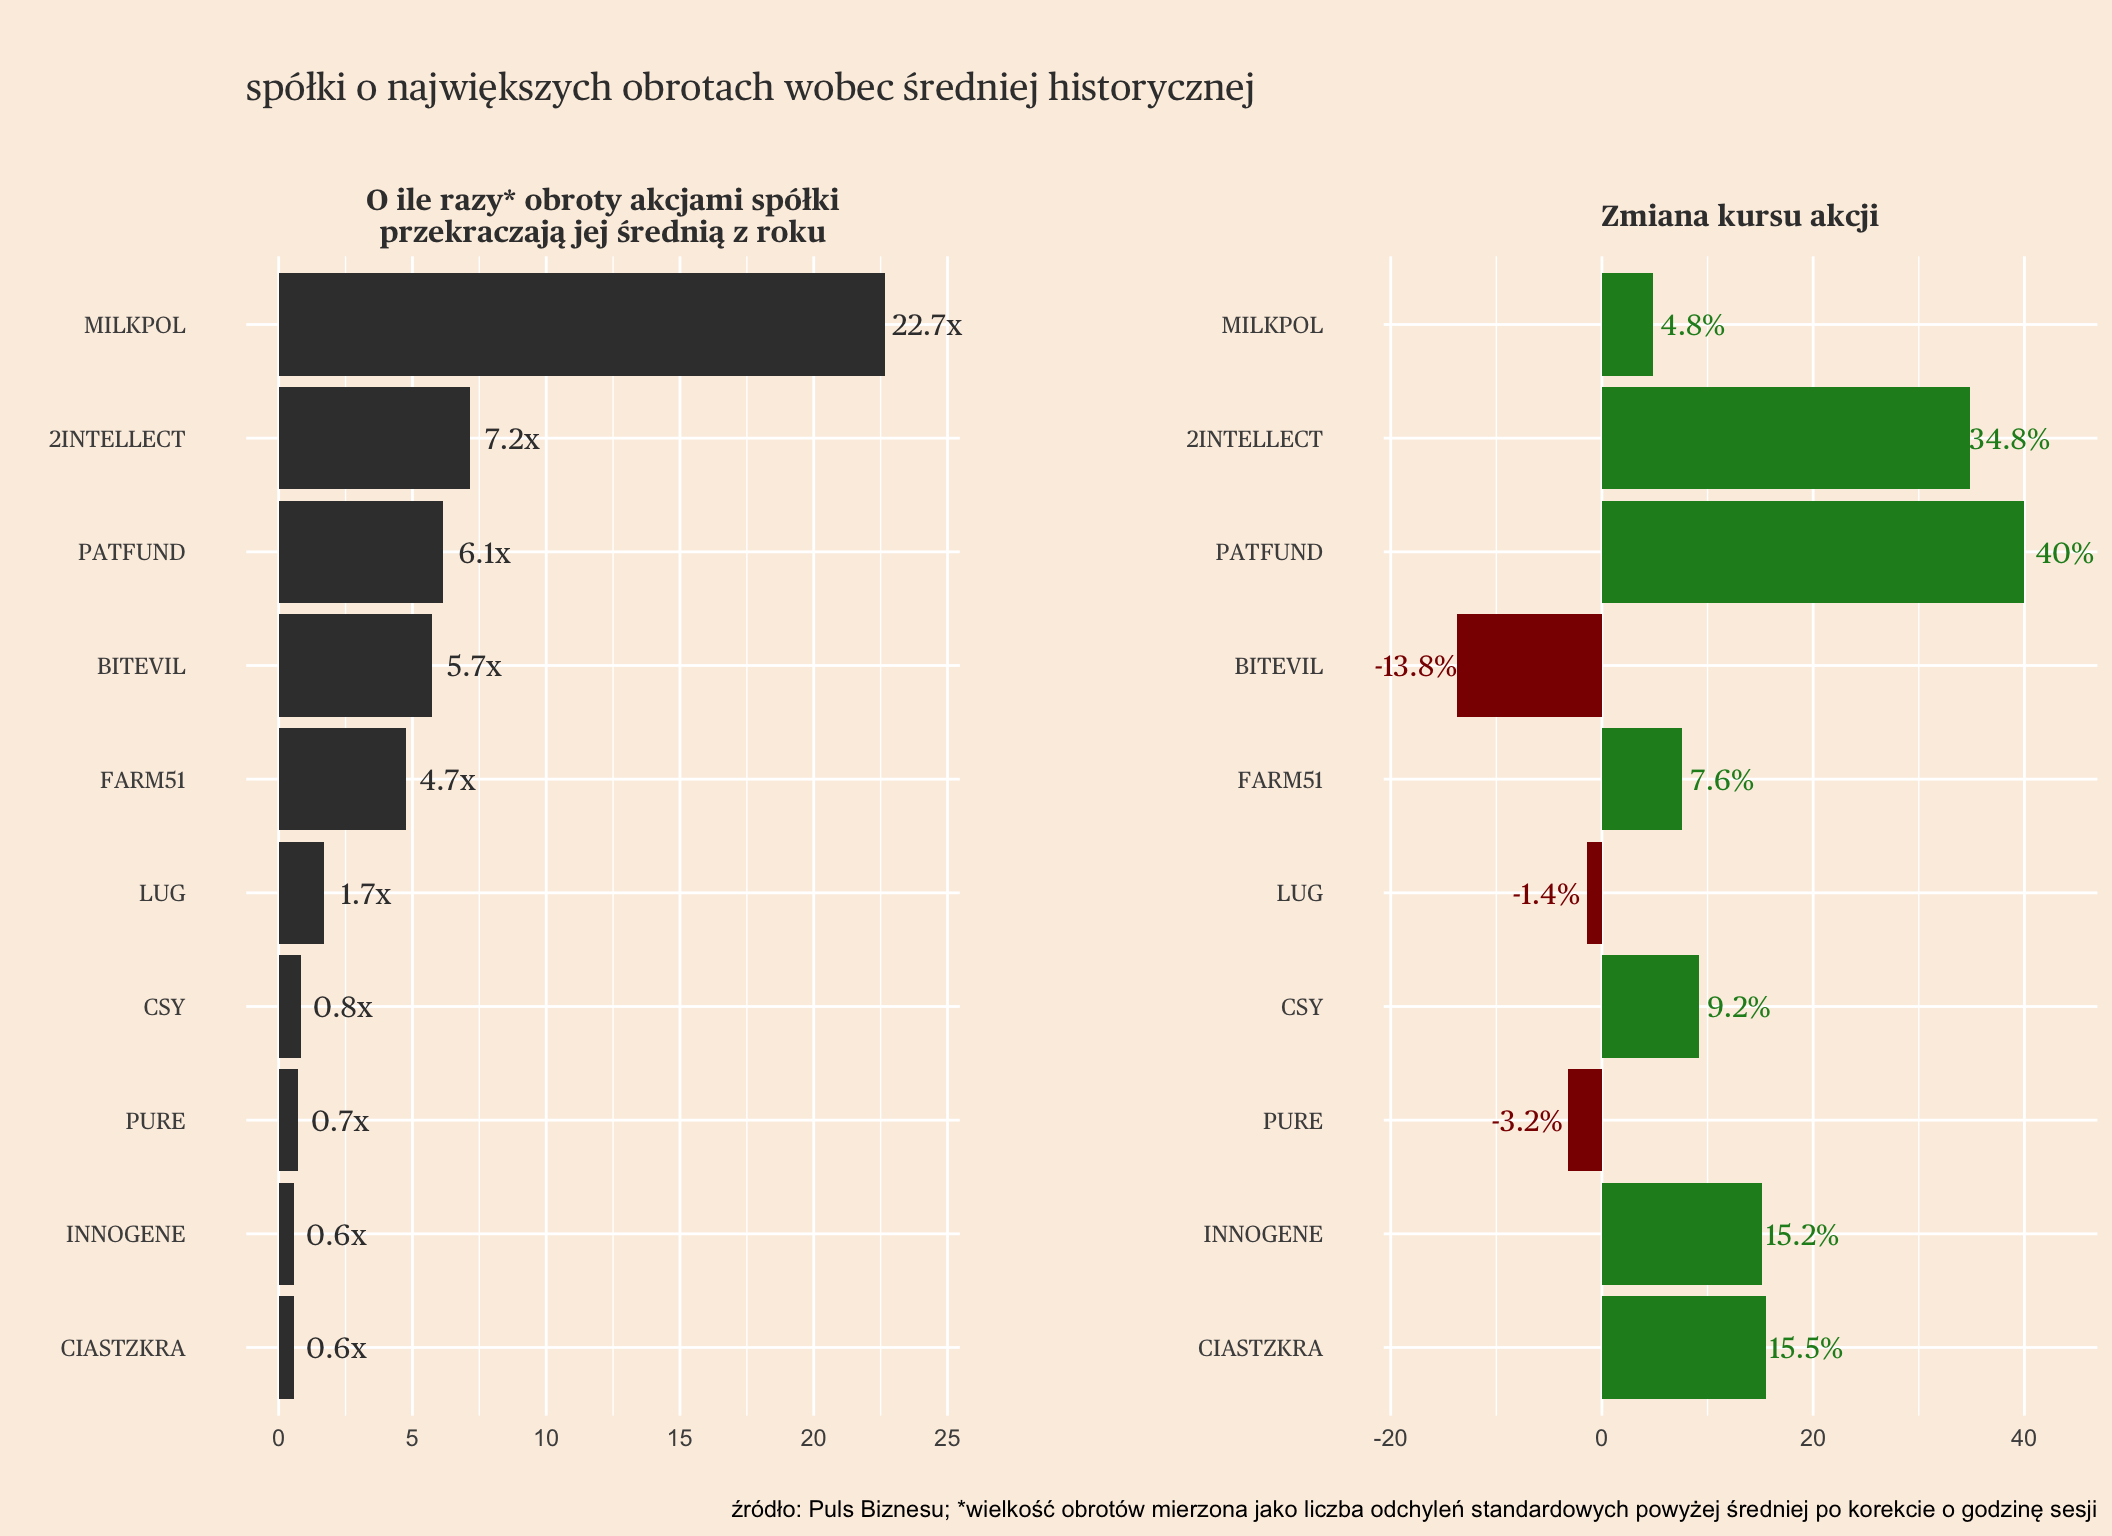 spółki o największych obrotach wobec średniej historycznej
O ile razy* obroty akcjami spółki
przekraczają jej średnią z roku
MILKPOL 22.7x
2INTELLECT 7.2x
PATFUND 6.1x
BITEVIL 5.7x
FARM51 4.7x
LUG 1.7x
CSY 0.8x
PURE 0.7x
INNOGENE 0.6x
CIASTZKRA 0.6x
0 5 10 15 20 25
Zmiana kursu akcji
MILKPOL 4.8%
2INTELLECT 34.8%
PATFUND 40%
BITEVIL -13.8%
FARM51 7.6%
LUG -1.4%
CSY 9.2%
PURE -3.2%
INNOGENE 15.2%
CIASTZKRA 15.5%
-20 0 20 40
źródło: Puls Biznesu; *wielkość obrotów mierzona jako liczba odchyleń standardowych powyżej średniej po korekcie o godzinę sesji